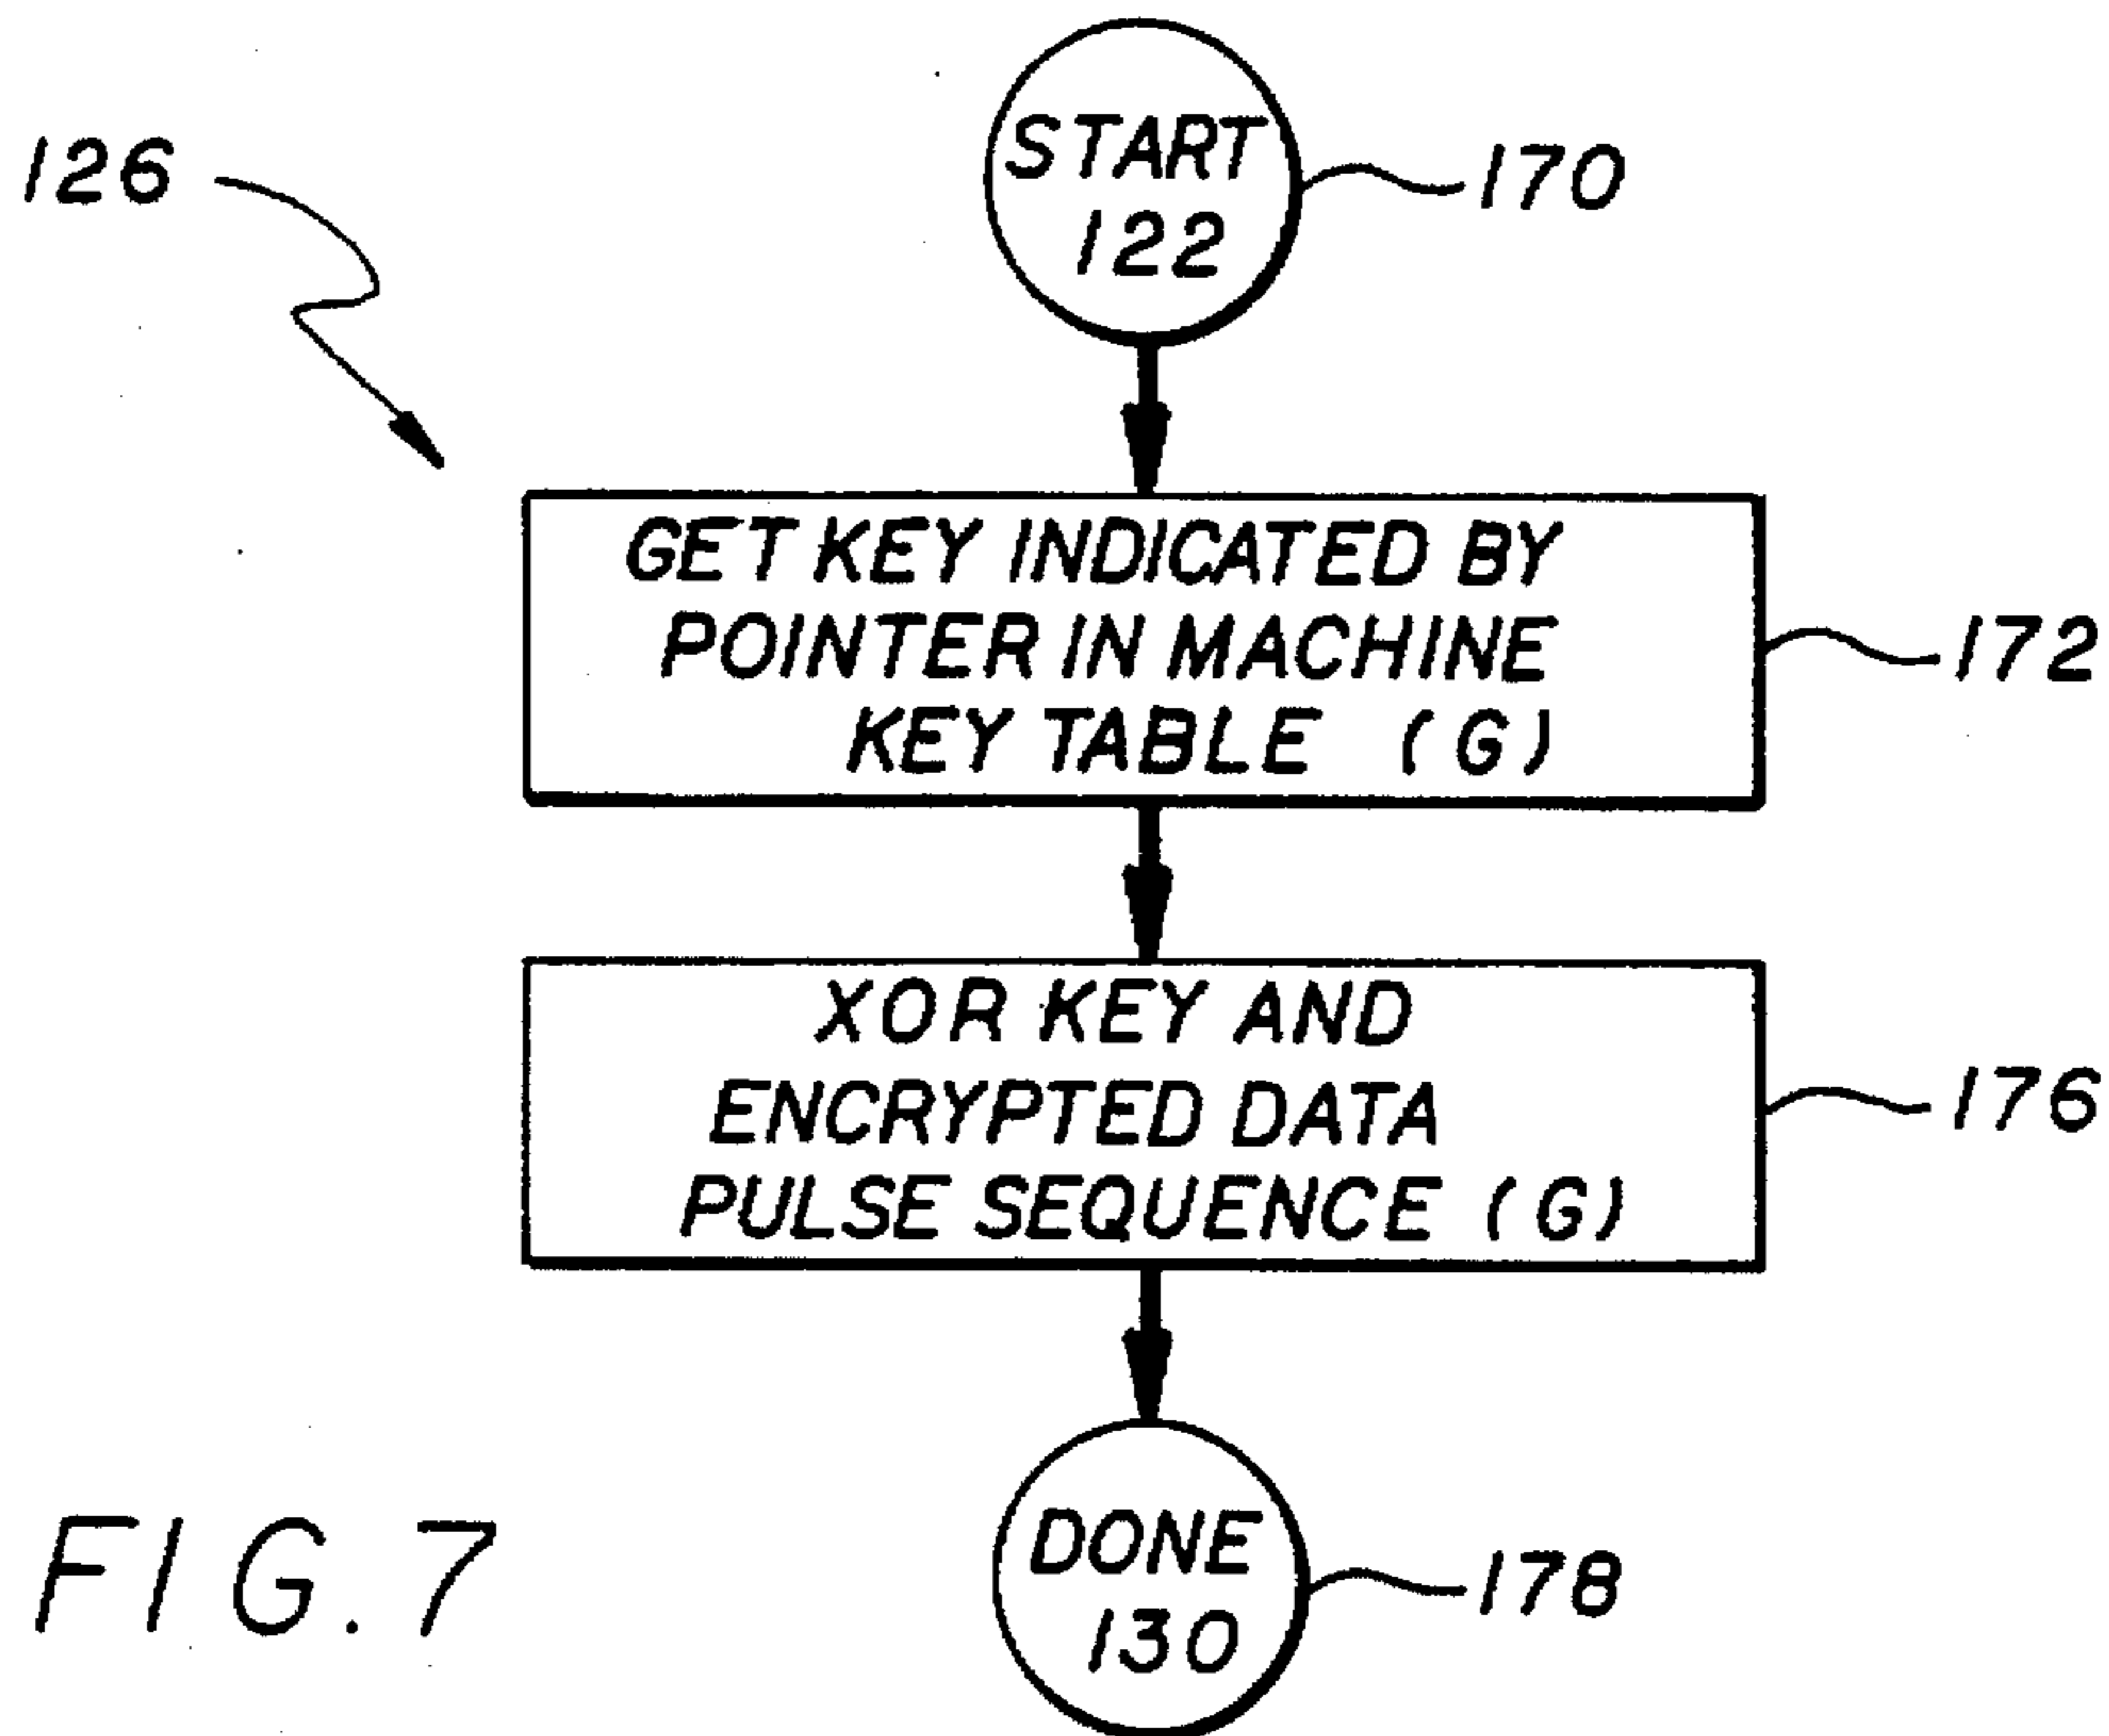 126
START
122
170
GET KEY INDICATED BY
POINTER IN MACHINE
KEY TABLE (G)
172
XOR KEY AND
ENCRYPTED DATA
PULSE SEQUENCE (G)
176
DONE
130
178
FIG. 7